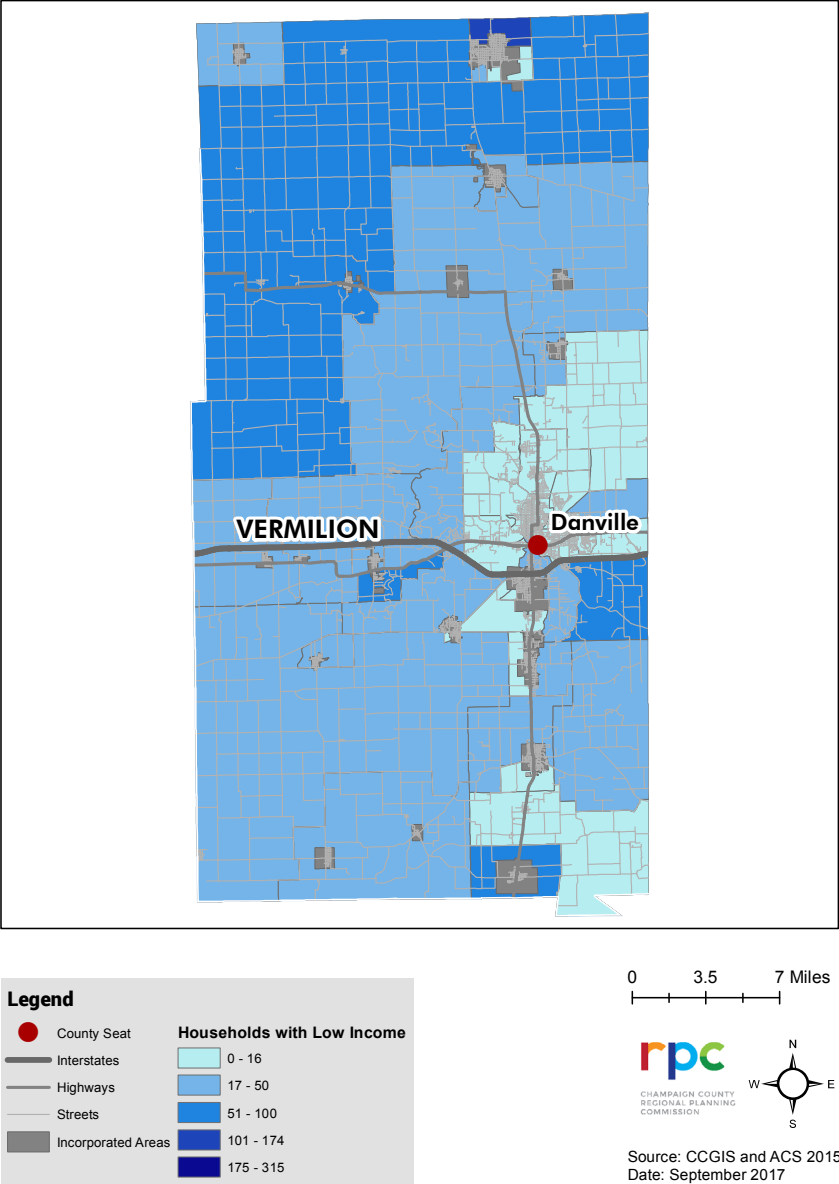 VERMILION
Danville
Legend
County Seat
Interstates
Highways
Streets
Incorporated Areas
Households with Low Income
0 - 16
17 - 50
51 - 100
101 - 174
175 - 315
0 3.5 7 Miles
rpc
CHAMPAIGN COUNTY
REGIONAL PLANNING
COMMISSION
N
W E
S
Source: CCGIS and ACS 2015
Date: September 2017